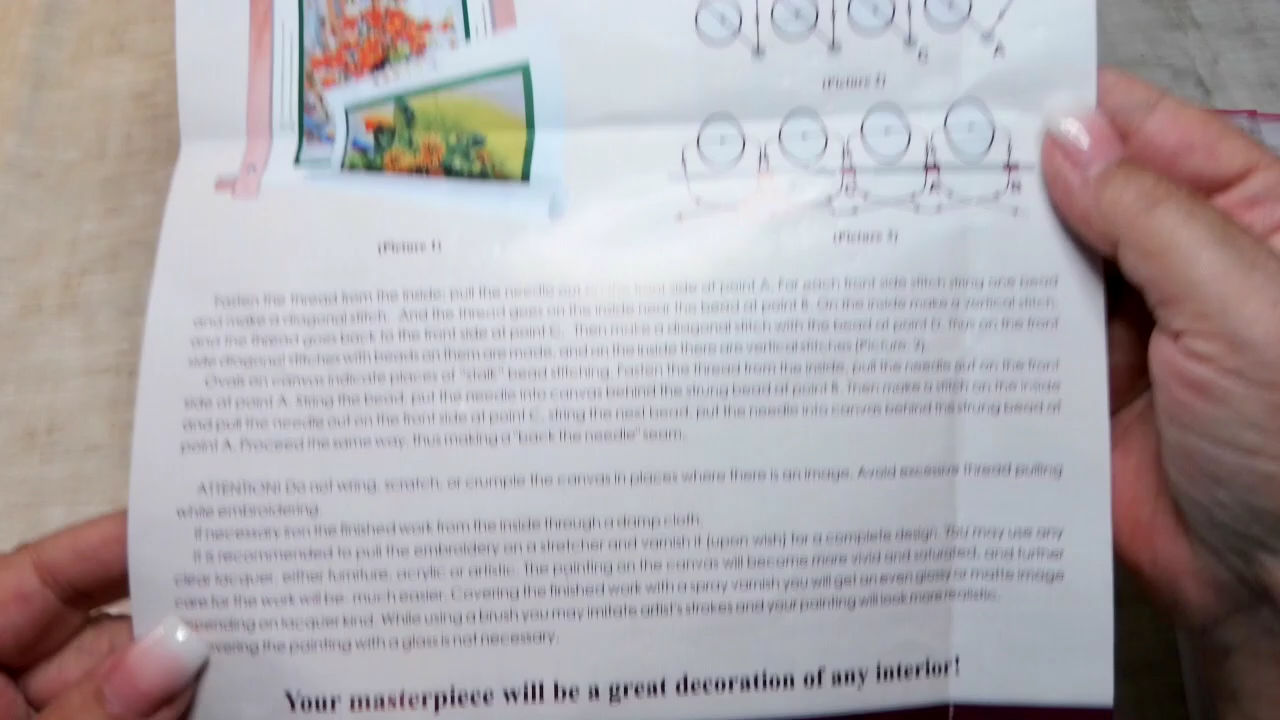 (Picture 2)
(Picture 1)
(Picture 3)
Fasten the thread from the inside, pull the needle out on the front side at point A. For each front side stitch string one bead
and make a diagonal stitch. And the thread goes on the inside near the bead at point B. On the inside make a vertical stitch,
and the thread goes back to the front side at point C. Then make a diagonal stitch with the bead at point D. Thus on the front
side diagonal stitches with beads on them are made, and on the inside there are vertical stitches (Picture 2).
Ovals on canvas indicate places of "stalk" bead stitching. Fasten the thread from the inside, pull the needle out on the front
side at point A. String the bead, put the needle into canvas behind the strung bead at point B. Then make a stitch on the inside
and pull the needle out on the front side at point C, string the next bead, put the needle into canvas behind the strung bead at
point A. Proceed the same way, thus making a "back the needle" seam.
ATTENTION! Do not wring, scratch, or crumple the canvas in places where there is an image. Avoid excessive thread pulling
while embroidering.
If necessary iron the finished work from the inside through a damp cloth.
It is recommended to pull the embroidery on a stretcher and varnish it (upon wish) for a complete design. You may use any
clear lacquer, either furniture, acrylic or artistic. The painting on the canvas will become more vivid and saturated, and further
care for the work will be much easier. Covering the finished work with a spray varnish you will get an even glossy or matte image
depending on lacquer kind. While using a brush you may imitate artist's strokes and your painting will look more realistic.
Covering the painting with a glass is not necessary.
Your masterpiece will be a great decoration of any interior!